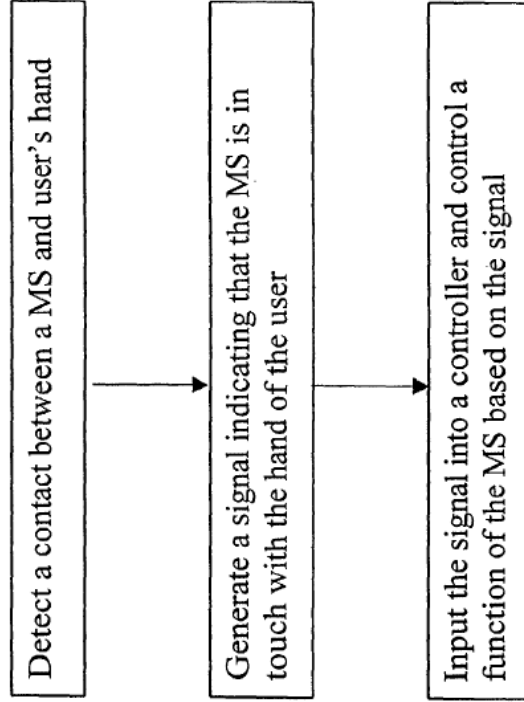 Detect a contact between a MS and user's hand
Generate a signal indicating that the MS is in
touch with the hand of the user
Input the signal into a controller and control a
function of the MS based on the signal